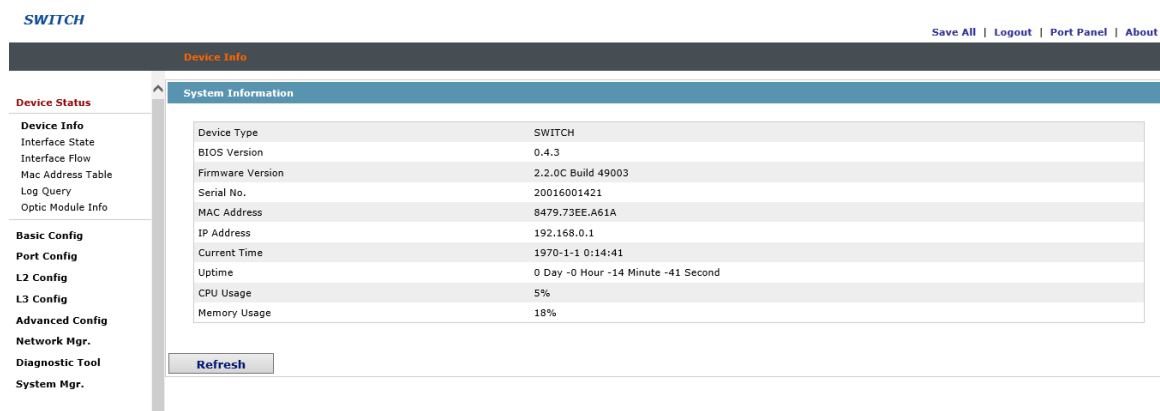 SWITCH
Save All | Logout | Port Panel | About
Device Info
Device Status
Device Info
Interface State
Interface Flow
Mac Address Table
Log Query
Optic Module Info
Basic Config
Port Config
L2 Config
L3 Config
Advanced Config
Network Mgr.
Diagnostic Tool
System Mgr.
System Information
Device Type SWITCH
BIOS Version 0.4.3
Firmware Version 2.2.0C Build 49003
Serial No. 20016001421
MAC Address 8479.73EE.A61A
IP Address 192.168.0.1
Current Time 1970-1-1 0:14:41
Uptime 0 Day -0 Hour -14 Minute -41 Second
CPU Usage 5%
Memory Usage 18%
Refresh